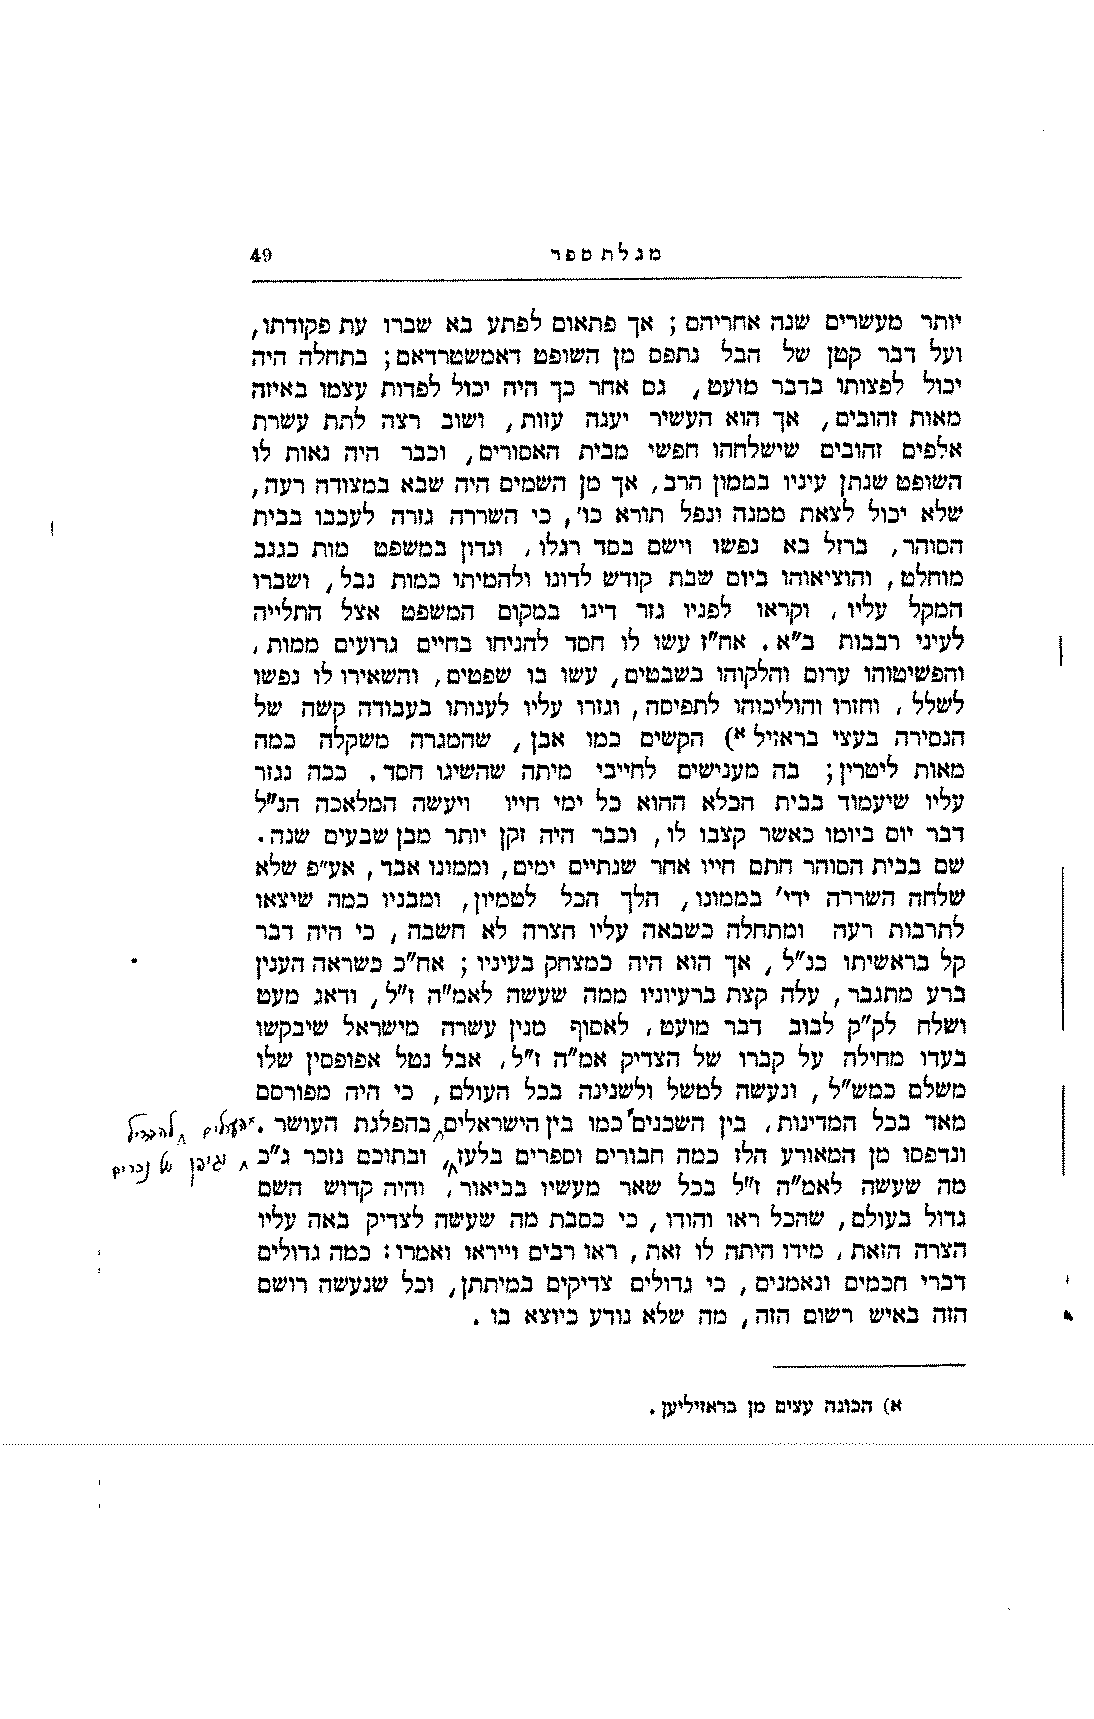 49
מגלת ספר
יותר מעשרים שנה אחריהם ; אך פתאום לפתע בא שברו עת פקודתו,
ועל דבר קטן של הבל נתפס מן השופט דאמשטרדאם; בתחלה היה
יכול לפצותו בדבר מועט, גם אחר כך היה יכול לפדות עצמו באיזה
מאות זהובים, אך הוא העשיר יענה עזות, ושוב רצה לתת עשרת
אלפים זהובים שישלחהו חפשי מבית האסורים, וכבר היה נאות לו
השופט שנתן עיניו בממון הרב, אך מן השמים היה שבא במצודה רעה,
שלא יכול לצאת ממנה ונפל תורא כו', כי השררה גזרה לעכבו בבית
הסוהר, ברזל בא נפשו וישם בסד רגלו, ונדון במשפט מות כגנב
מוחלט, והוציאוהו ביום שבת קודש לדונו ולהמיתו כמות נבל, ושברו
המקל עליו, וקראו לפניו גזר דינו במקום המשפט אצל התלייה
לעיני רבבות ב"א. אח"ז עשו לו חסד להניחו בחיים גרועים ממות,
והפשיטוהו ערום והלקוהו בשבטים, עשו בו שפטים, והשאירו לו נפשו
לשלל, וחזרו והוליכוהו לתפיסה, וגזרו עליו לענותו בעבודה קשה של
הנסירה בעצי בראזיל א) הקשים כמו אבן, שהמגרה משקלה כמה
מאות ליטרין; בה מענישים לחייבי מיתה שהשיגו חסד. ככה נגזר
עליו שיעמוד בבית הכלא ההוא כל ימי חייו ויעשה המלאכה הנ"ל
דבר יום ביומו כאשר קצבו לו, וכבר היה זקן יותר מבן שבעים שנה.
שם בבית הסוהר חתם חייו אחר שנתיים ימים, וממונו אבד, אע"פ שלא
שלחה השררה ידי' בממונו, הלך הכל לטמיון, ומבניו כמה שיצאו
לתרבות רעה ומתחלה כשבאה עליו הצרה לא חשבה, כי היה דבר
קל בראשיתו כנ"ל, אך הוא היה כמצחק בעיניו ; אח"כ כשראה הענין
ברע מתגבר, עלה קצת ברעיוניו ממה שעשה לאמ"ה ז"ל, ודאג מעט
ושלח לק"ק לבוב דבר מועט, לאסוף מנין עשרה מישראל שיבקשו
בעדו מחילה על קברו של הצדיק אמ"ה ז"ל, אבל נטל אפופסין שלו
משלם כמש"ל, ונעשה למשל ולשנינה בכל העולם, כי היה מפורסם
מאד בכל המדינות, בין השכנים כמו בין הישראלים בהפלגת העושר.
ונדפסו מן המאורע הלז כמה חבורים וספרים בלעז, ובתוכם נזכר ג"כ
מה שעשה לאמ"ה ז"ל בכל שאר מעשיו בביאור, והיה קדוש השם
גדול בעולם, שהכל ראו והודו, כי בסבת מה שעשה לצדיק באה עליו
הצרה הזאת, מידו היתה לו זאת, ראו רבים וייראו ואמרו: כמה גדולים
דברי חכמים ונאמנים, כי גדולים צדיקים במיתתן, וכל שנעשה רושם
הזה באיש רשום הזה, מה שלא נודע כיוצא בו.
א) הכונה עצים מן בראזיליען.